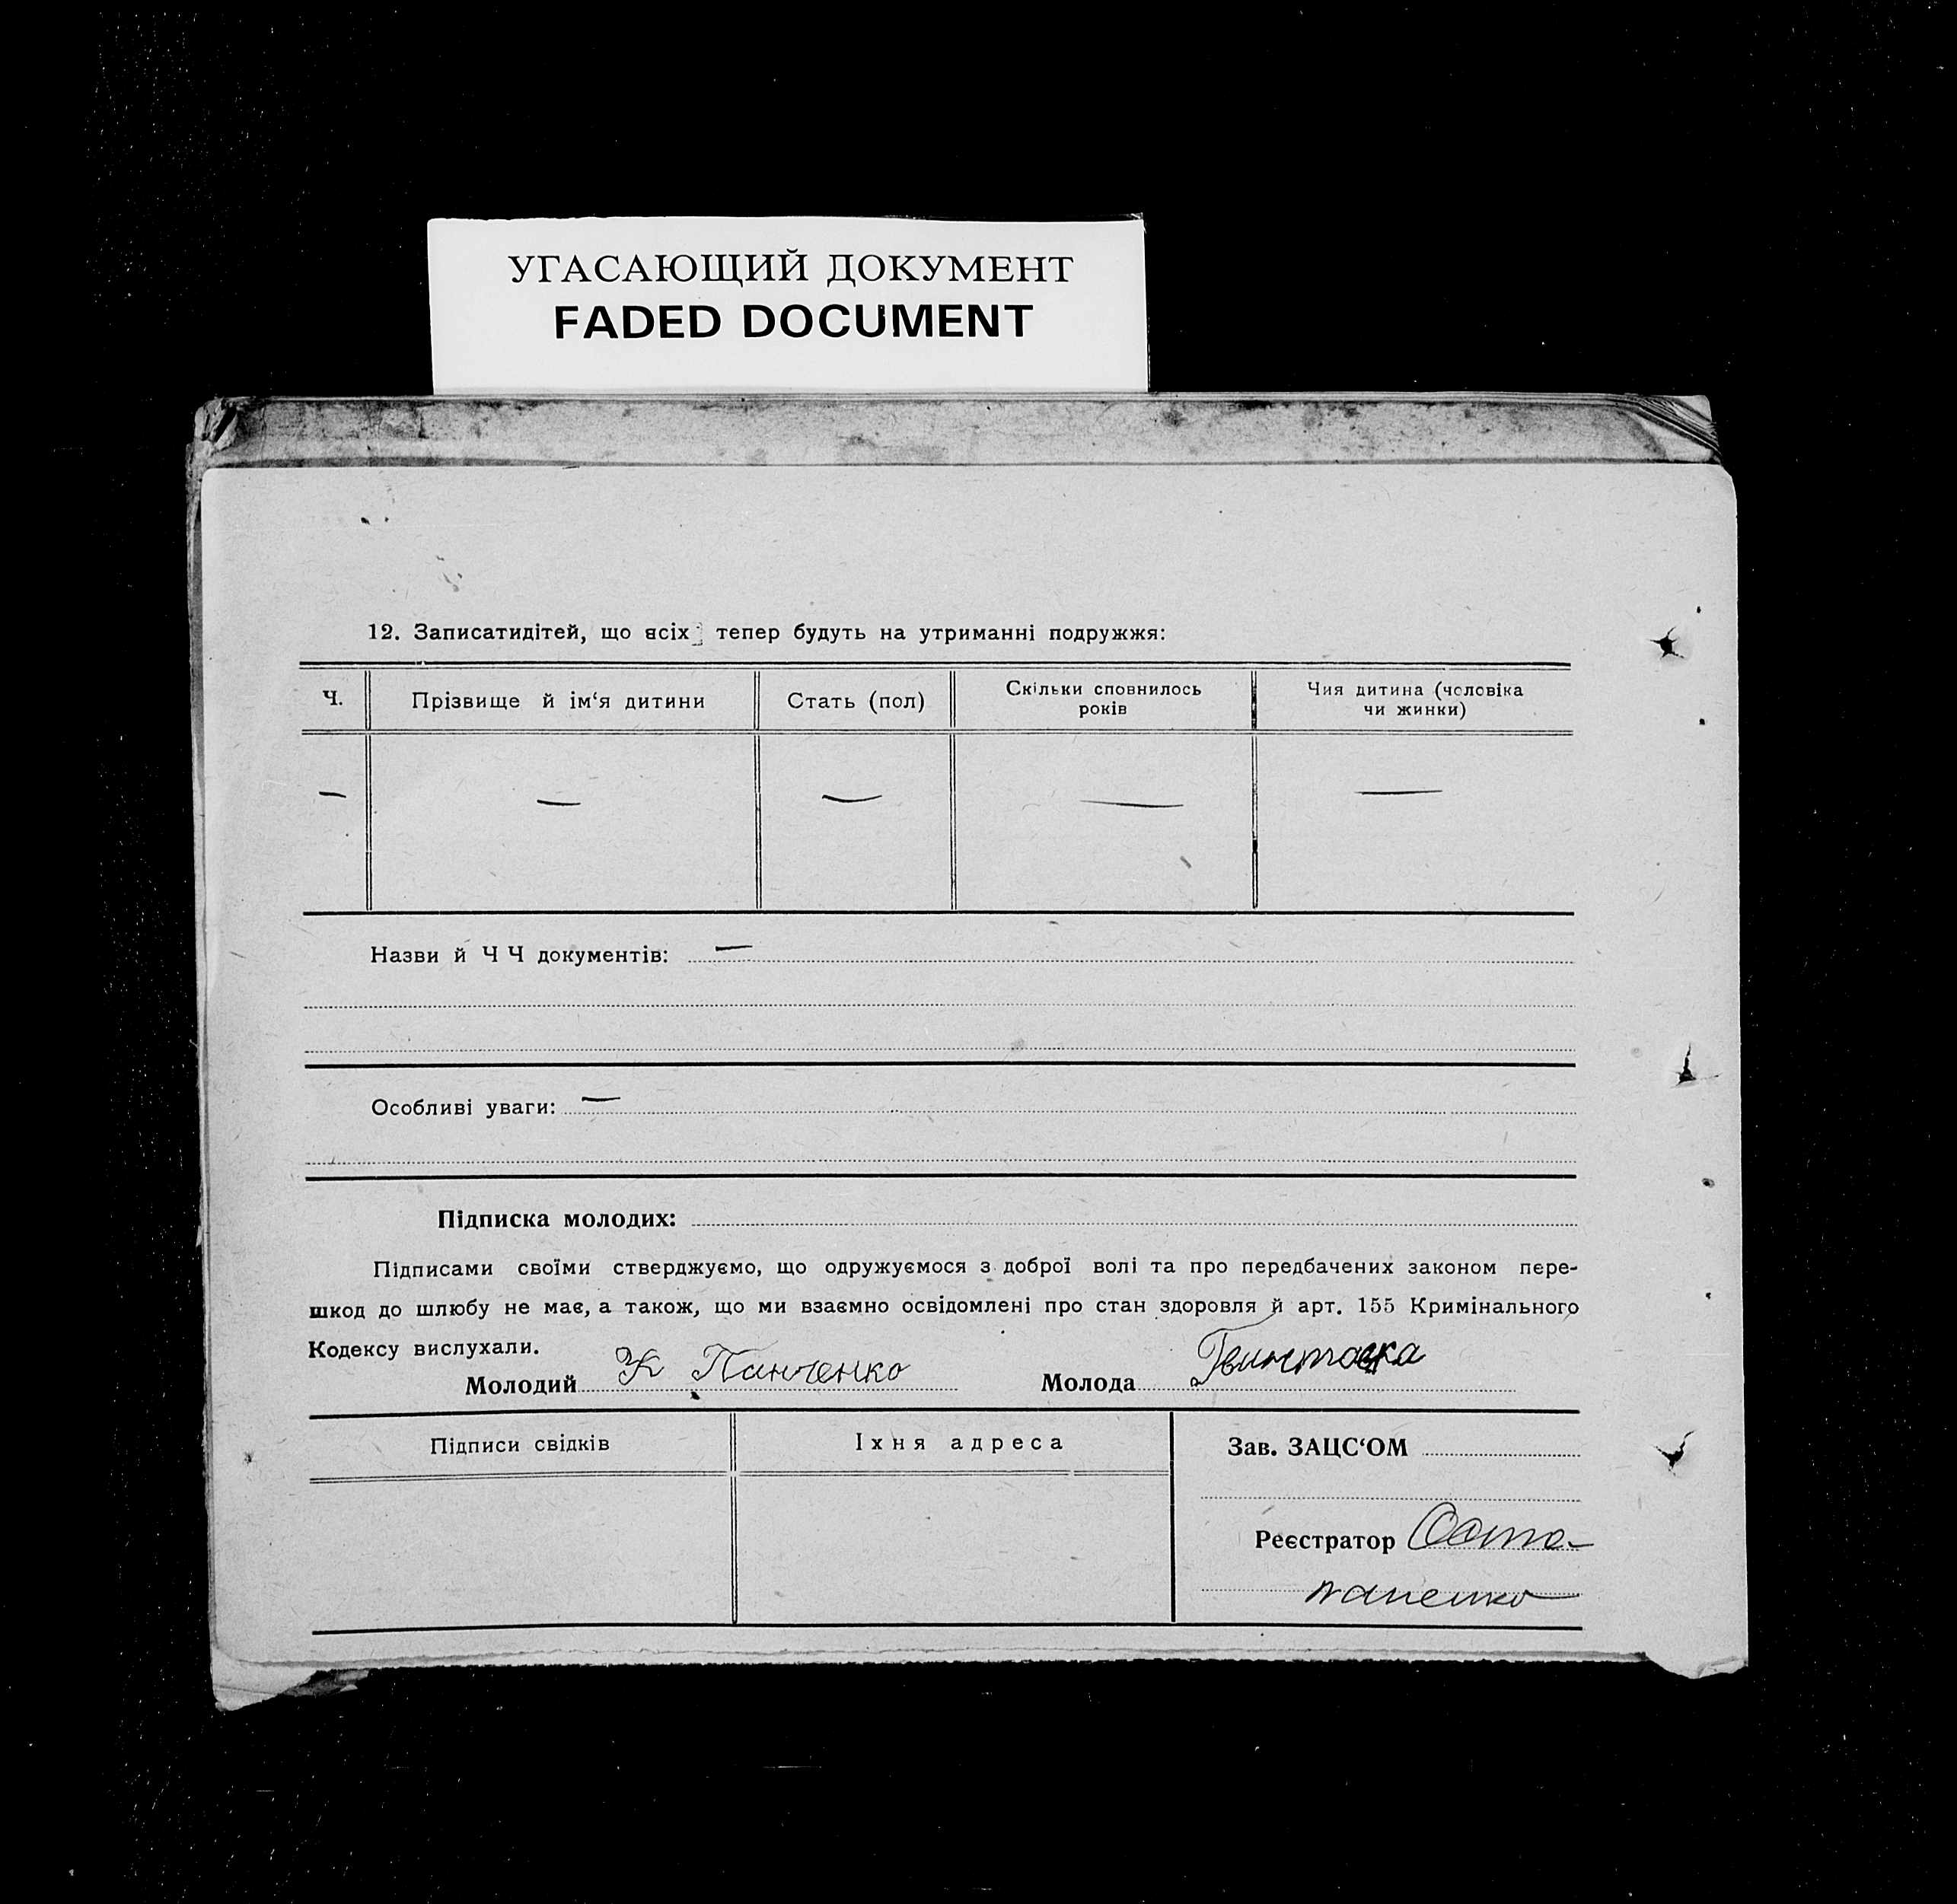 УГАСАЮЩИЙ ДОКУМЕНТ
FADED DOCUMENT
12. Записатидітей, що всіх тепер будуть на утриманні подружжя:
Ч. Прізвище й ім‘я дитини Стать (пол) Скільки сповнилось років Чия дитина (чоловіка чи жинки)
— — — — —
Назви й Ч Ч документів: —
Особливі уваги: —
Підписка молодих:
Підписами своїми стверджуємо, що одружуємося з доброї волі та про передбачених законом пере-
шкод до шлюбу не має, а також, що ми взаємно освідомлені про стан здоровля й арт. 155 Кримінального
Кодексу вислухали.
Молодий Панченко Молода
Підписи свідків Їхня адреса Зав. ЗАЦС‘ОМ
Реєстратор Оста-
паненко